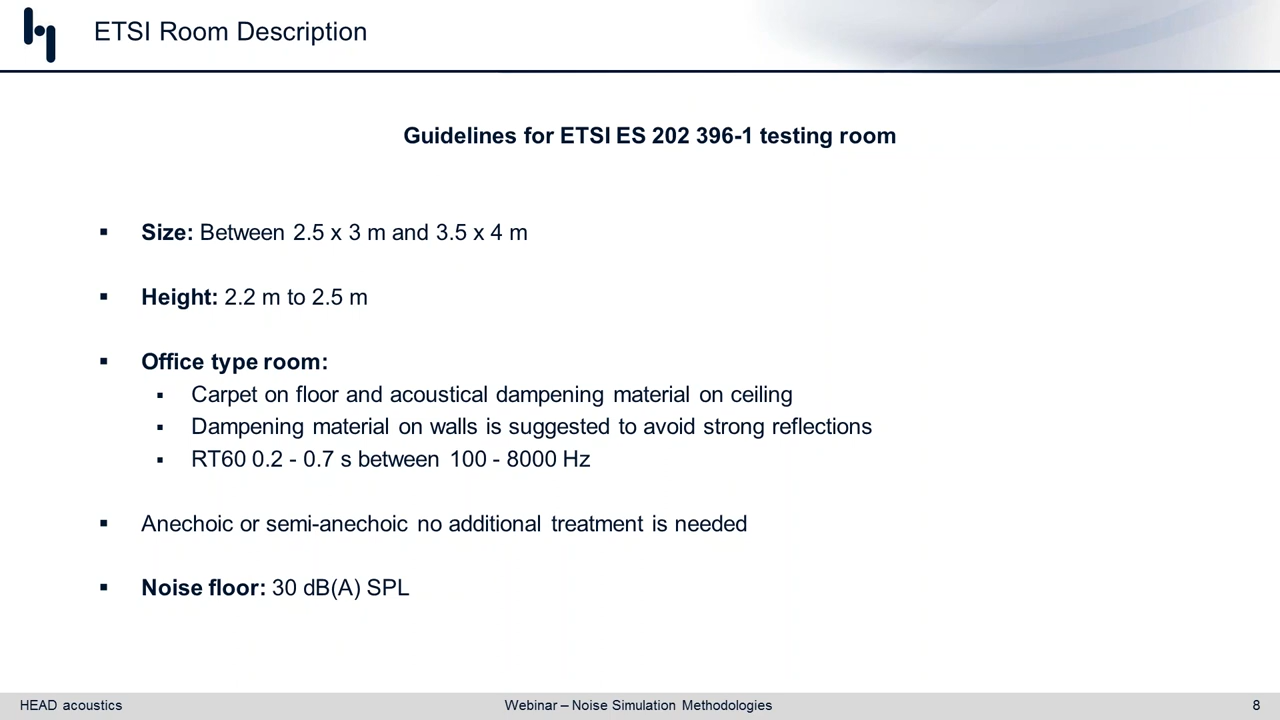 ETSI Room Description
Guidelines for ETSI ES 202 396-1 testing room
▪ Size: Between 2.5 x 3 m and 3.5 x 4 m
▪ Height: 2.2 m to 2.5 m
▪ Office type room:
▪ Carpet on floor and acoustical dampening material on ceiling
▪ Dampening material on walls is suggested to avoid strong reflections
▪ RT60 0.2 - 0.7 s between 100 - 8000 Hz
▪ Anechoic or semi-anechoic no additional treatment is needed
▪ Noise floor: 30 dB(A) SPL
HEAD acoustics
Webinar – Noise Simulation Methodologies
8